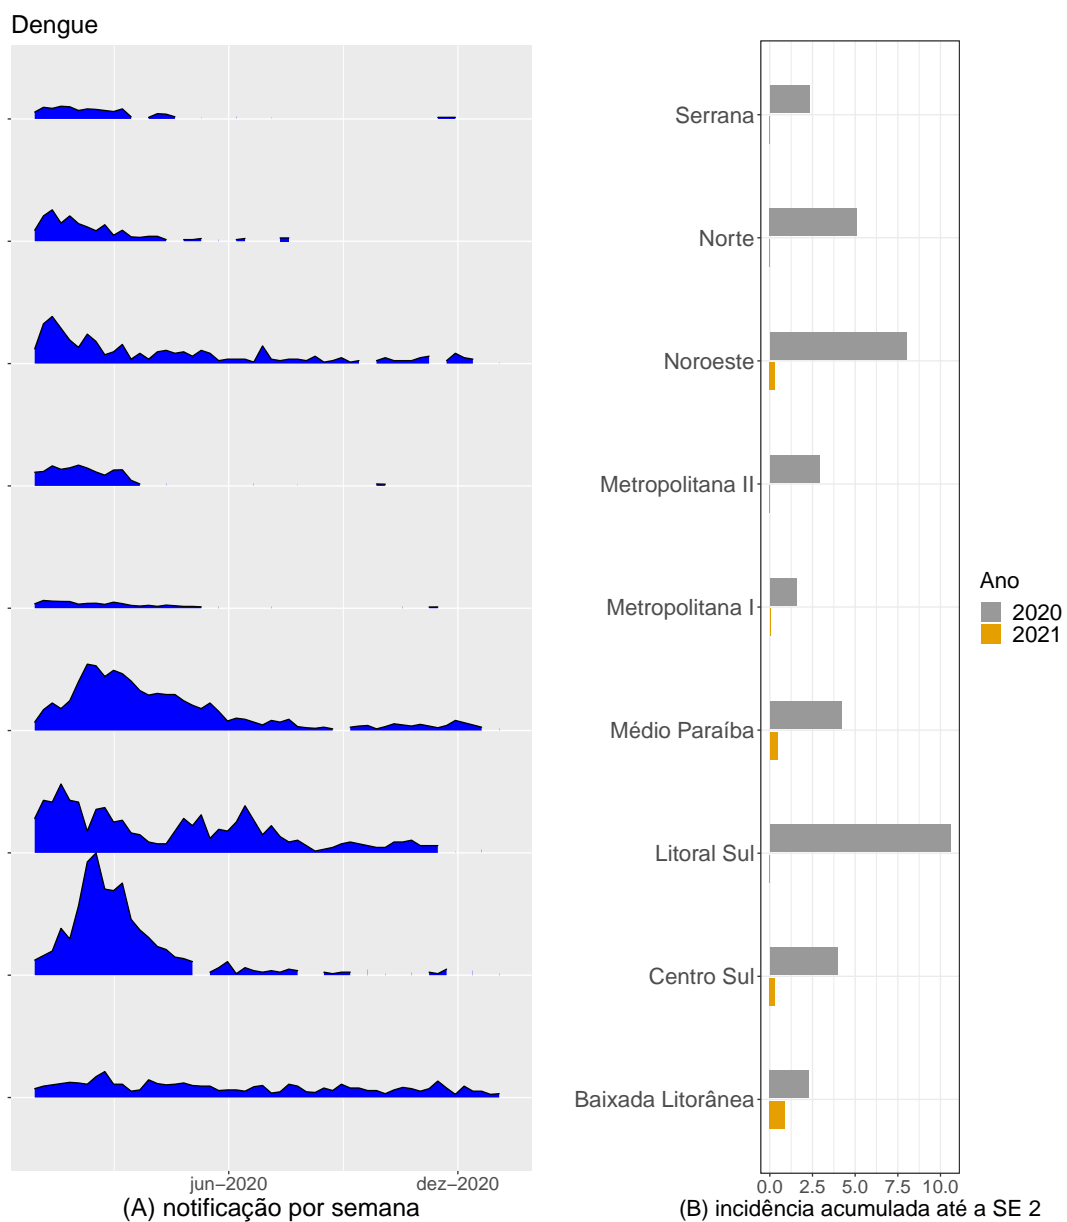 Dengue
Serrana
Norte
Noroeste
Metropolitana II
Metropolitana I
Médio Paraíba
Litoral Sul
Centro Sul
Baixada Litorânea
Ano
2020
2021
jun−2020
dez−2020
(A) notificação por semana
0.0 2.5 5.0 7.5 10.0
(B) incidência acumulada até a SE 2